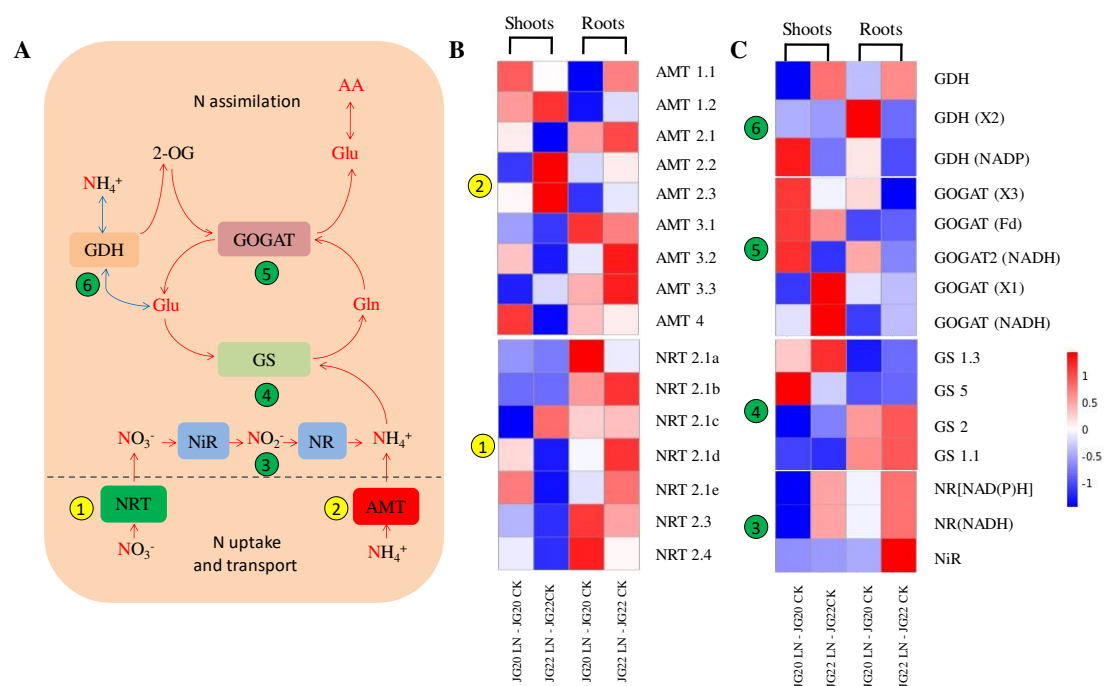 A
N assimilation
AA
Glu
2-OG
NH₄⁺
GDH
GOGAT
6
5
Glu
Gln
GS
4
NO₃⁻
NiR
NO₂⁻
NR
NH₄⁺
3
1
NRT
2
AMT
NO₃⁻
N uptake
and transport
NH₄⁺
B
Shoots
Roots
AMT 1.1
AMT 1.2
AMT 2.1
AMT 2.2
2
AMT 2.3
AMT 3.1
AMT 3.2
AMT 3.3
AMT 4
NRT 2.1a
NRT 2.1b
NRT 2.1c
1
NRT 2.1d
NRT 2.1e
NRT 2.3
NRT 2.4
JG20 LN - JG20 CK
JG22 LN - JG22CK
JG20 LN - JG20 CK
JG22 LN - JG22 CK
C
Shoots
Roots
GDH
6
GDH (X2)
GDH (NADP)
GOGAT (X3)
GOGAT (Fd)
5
GOGAT2 (NADH)
GOGAT (X1)
GOGAT (NADH)
GS 1.3
GS 5
4
GS 2
GS 1.1
NR[NAD(P)H]
3
NR(NADH)
NiR
JG20 LN - JG20 CK
JG22 LN - JG22CK
JG20 LN - JG20 CK
JG22 LN - JG22 CK
1
0.5
0
-0.5
-1